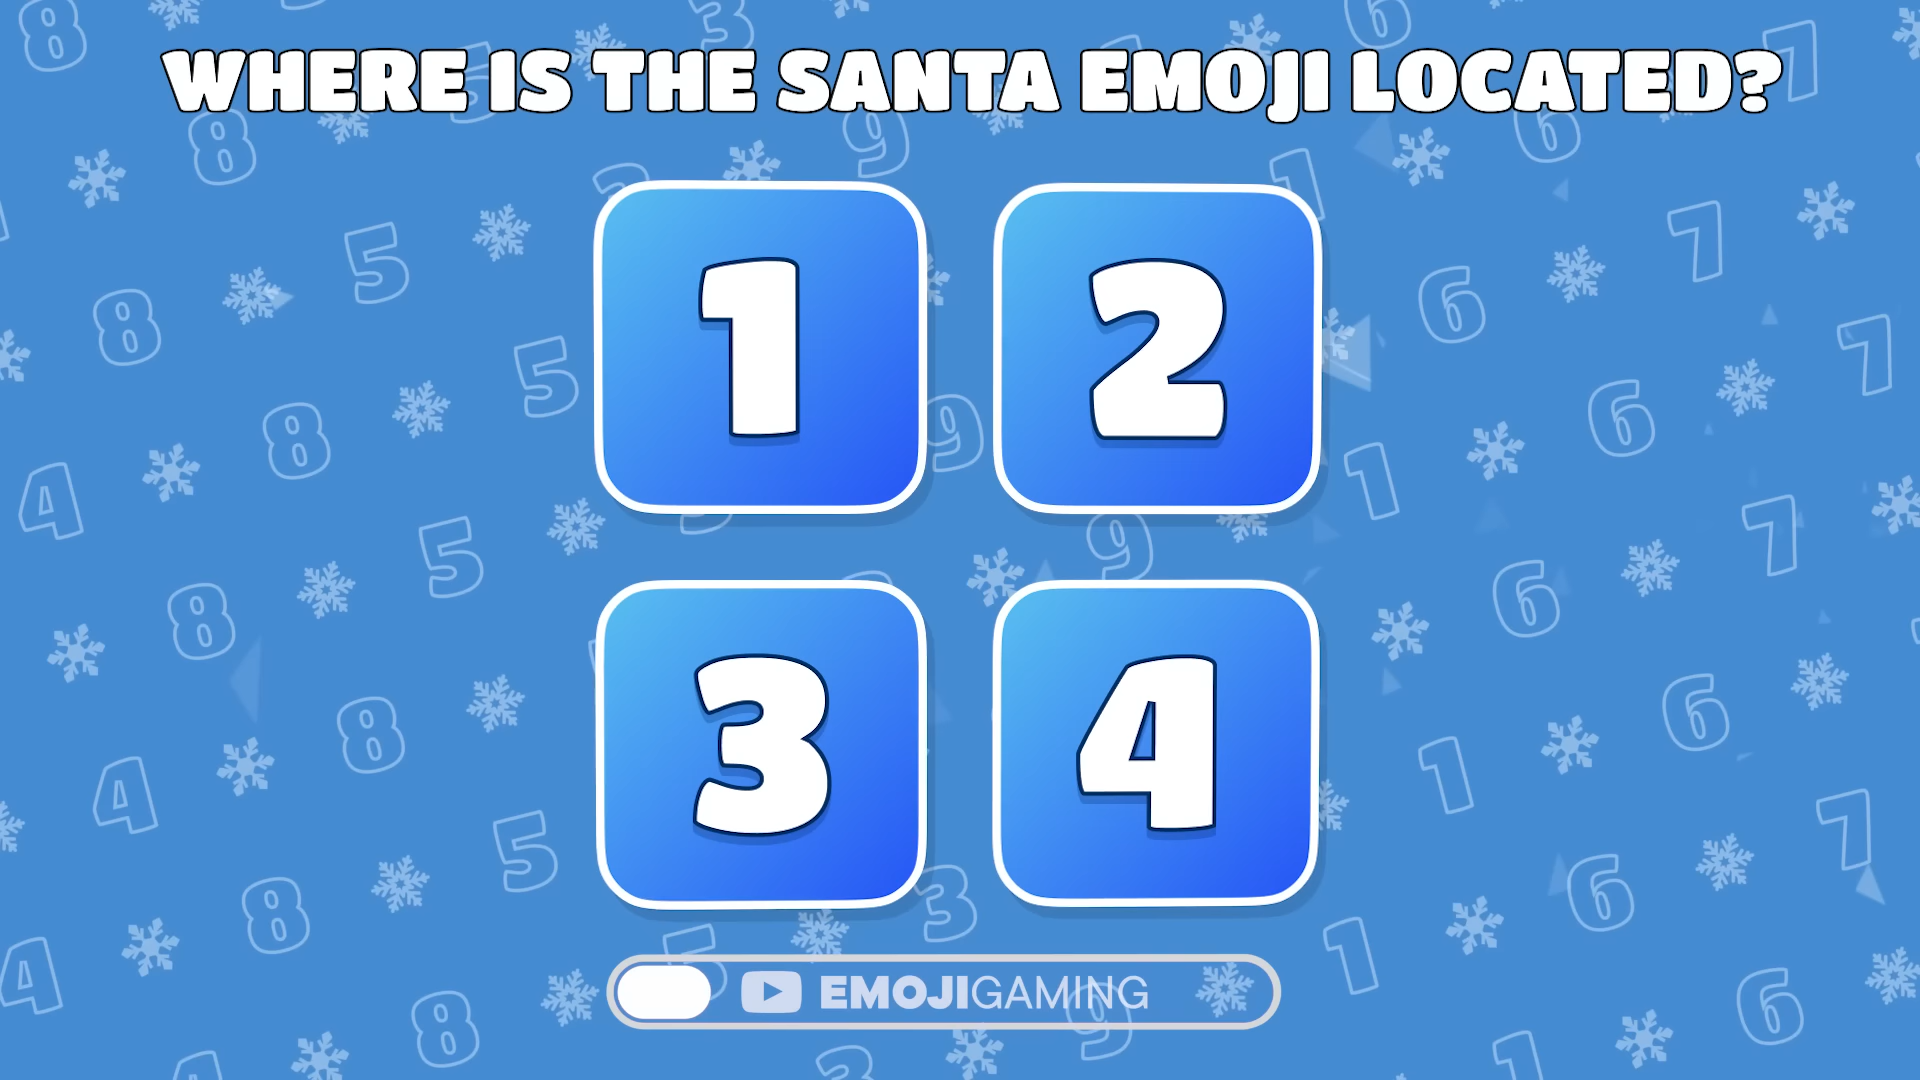 WHERE IS THE SANTA EMOJI LOCATED?
1 2
3 4
EMOJIGAMING